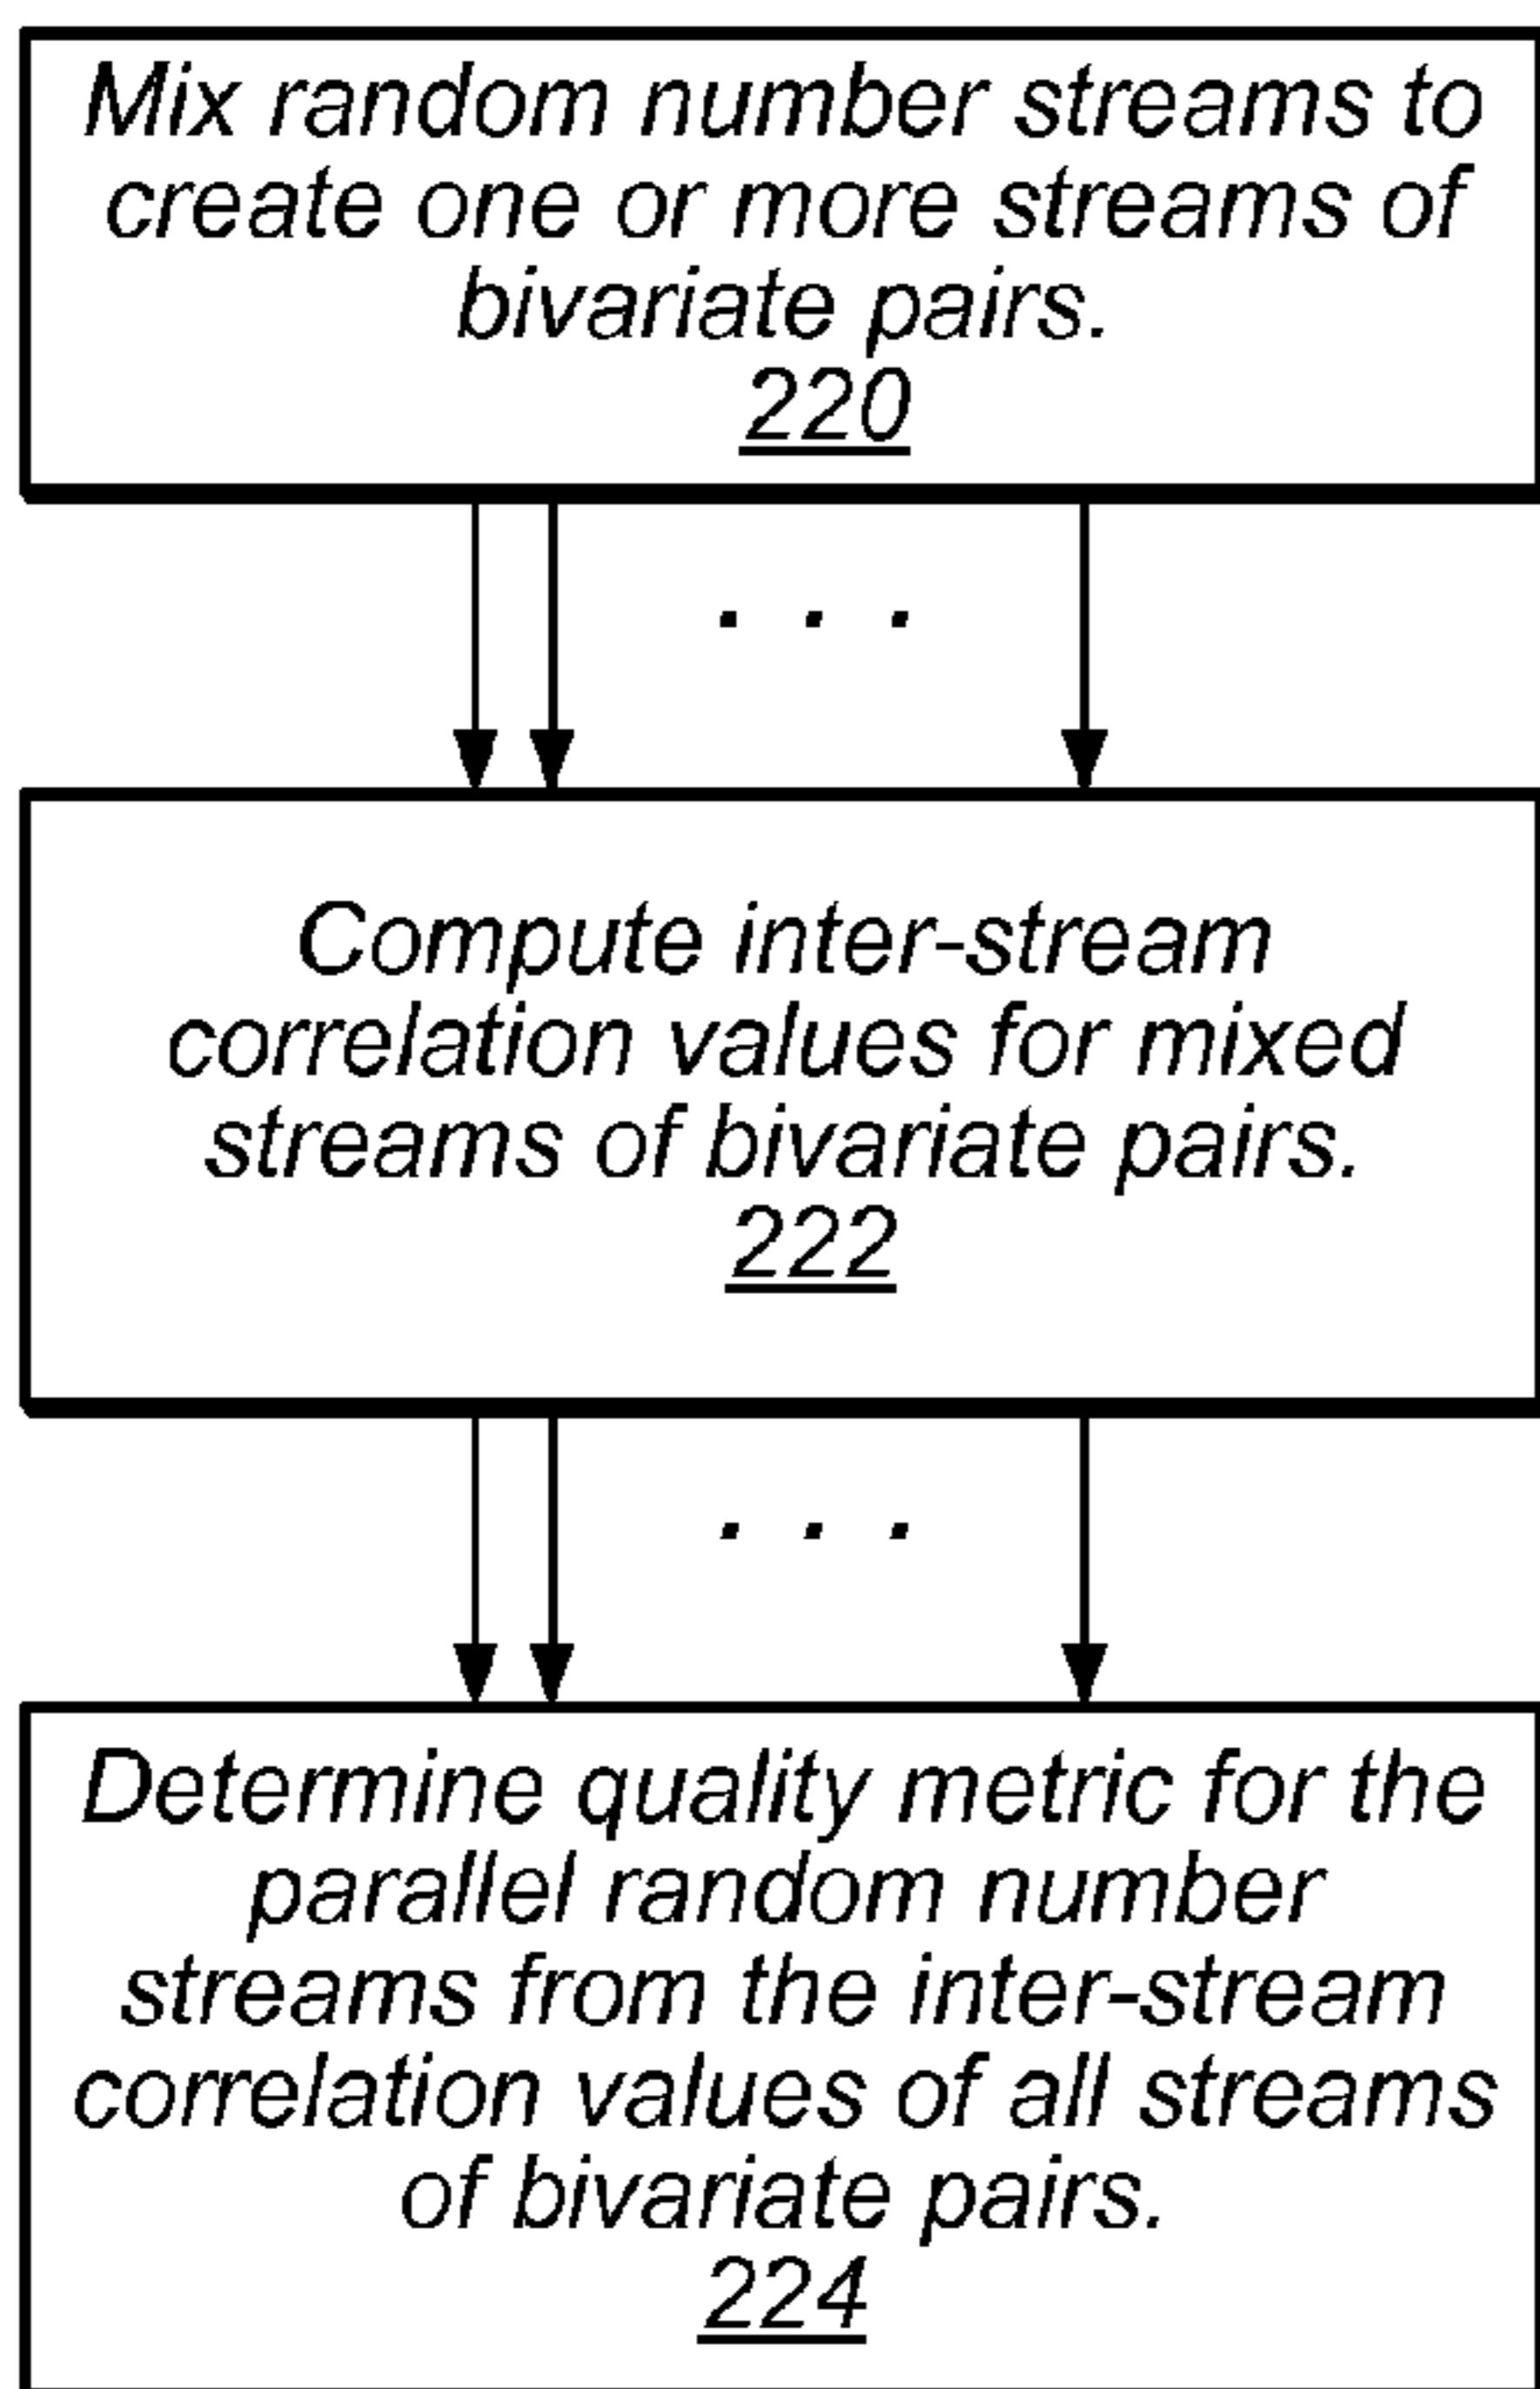 Mix random number streams to
create one or more streams of
bivariate pairs.
220
. . .
Compute inter-stream
correlation values for mixed
streams of bivariate pairs.
222
. . .
Determine quality metric for the
parallel random number
streams from the inter-stream
correlation values of all streams
of bivariate pairs.
224